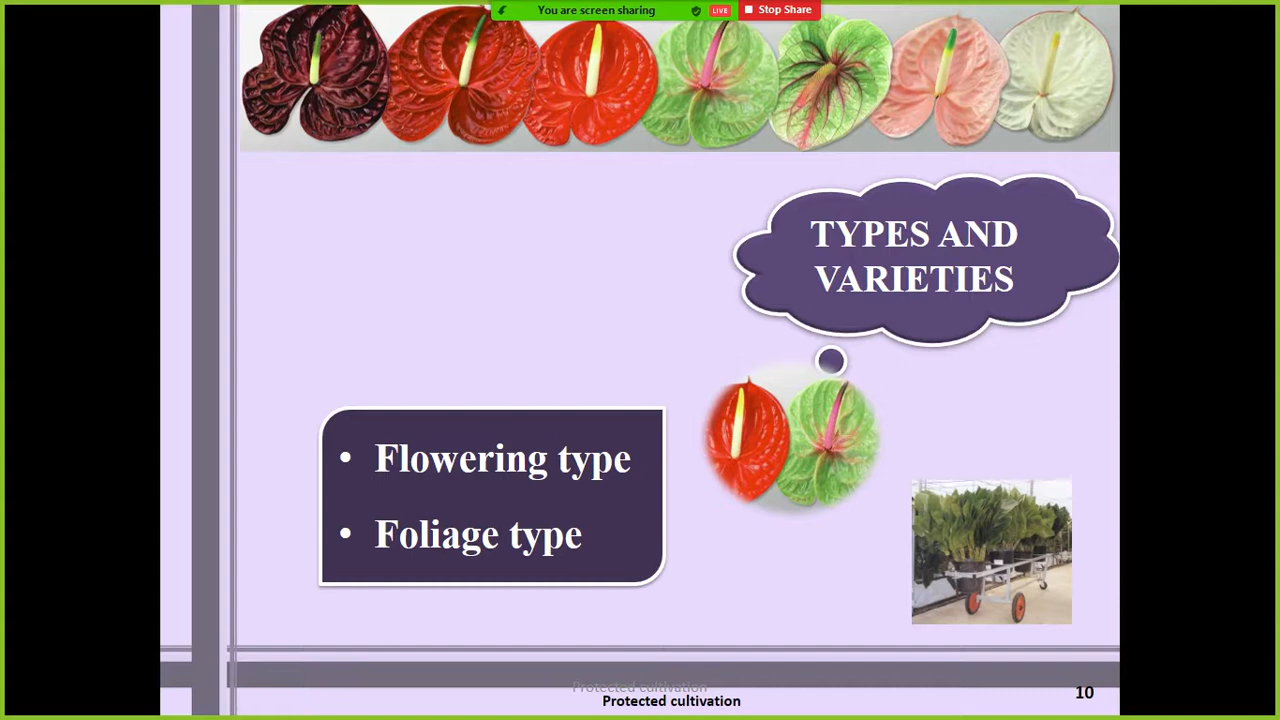 You are screen sharing
LIVE
Stop Share
TYPES AND
VARIETIES
• Flowering type
• Foliage type
Protected cultivation
Protected cultivation
10